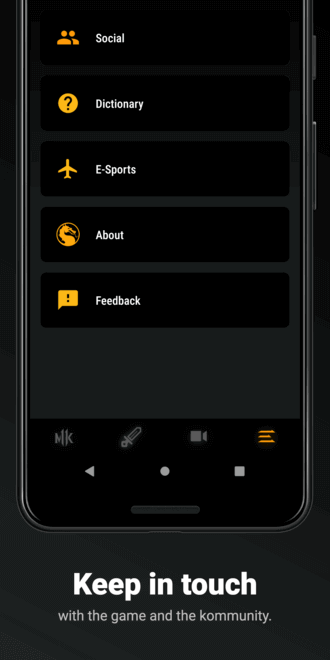 Social
Dictionary
E-Sports
About
Feedback
MK
Keep in touch
with the game and the kommunity.